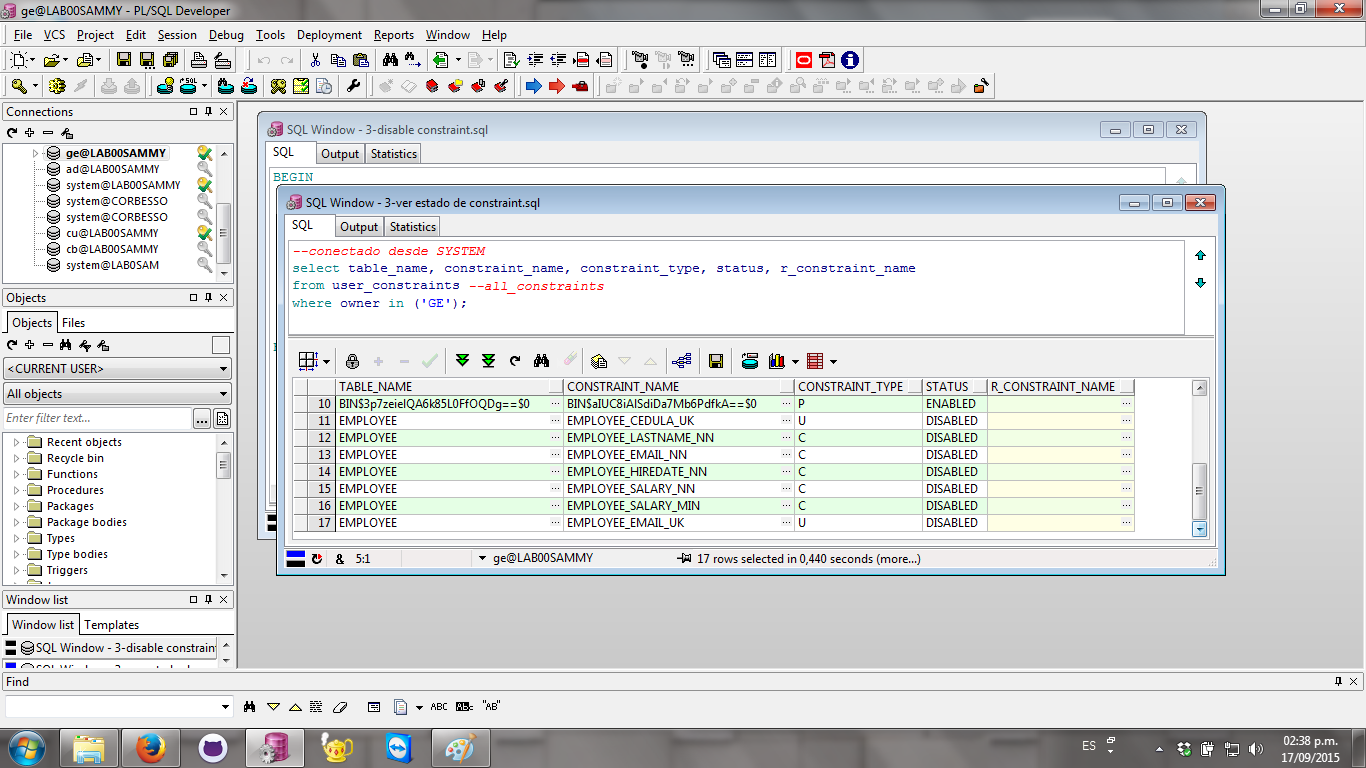 ge@LAB00SAMMY - PL/SQL Developer
File VCS Project Edit Session Debug Tools Deployment Reports Window Help
Connections
ge@LAB00SAMMY
ad@LAB00SAMMY
system@LAB00SAMMY
system@CORBESSO
system@CORBESSO
cu@LAB00SAMMY
cb@LAB00SAMMY
system@LAB0SAM
Objects
Objects Files
<CURRENT USER>
All objects
Enter filter text...
Recent objects
Recycle bin
Functions
Procedures
Packages
Package bodies
Types
Type bodies
Triggers
Window list
Window list Templates
SQL Window - 3-disable constraint
SQL Window - 3-disable constraint.sql
SQL Output Statistics
BEGIN
SQL Window - 3-ver estado de constraint.sql
SQL Output Statistics
--conectado desde SYSTEM
select table_name, constraint_name, constraint_type, status, r_constraint_name
from user_constraints --all_constraints
where owner in ('GE');
TABLE_NAME CONSTRAINT_NAME CONSTRAINT_TYPE STATUS R_CONSTRAINT_NAME
10 BIN$3p7zeielQA6k85L0FfOQDg==$0 BIN$aIUC8iAlSdiDa7Mb6PdfkA==$0 P ENABLED
11 EMPLOYEE EMPLOYEE_CEDULA_UK U DISABLED
12 EMPLOYEE EMPLOYEE_LASTNAME_NN C DISABLED
13 EMPLOYEE EMPLOYEE_EMAIL_NN C DISABLED
14 EMPLOYEE EMPLOYEE_HIREDATE_NN C DISABLED
15 EMPLOYEE EMPLOYEE_SALARY_NN C DISABLED
16 EMPLOYEE EMPLOYEE_SALARY_MIN C DISABLED
17 EMPLOYEE EMPLOYEE_EMAIL_UK U DISABLED
& 5:1 ge@LAB00SAMMY 17 rows selected in 0,440 seconds (more...)
Find
ABC "AB"
ES
02:38 p.m.
17/09/2015